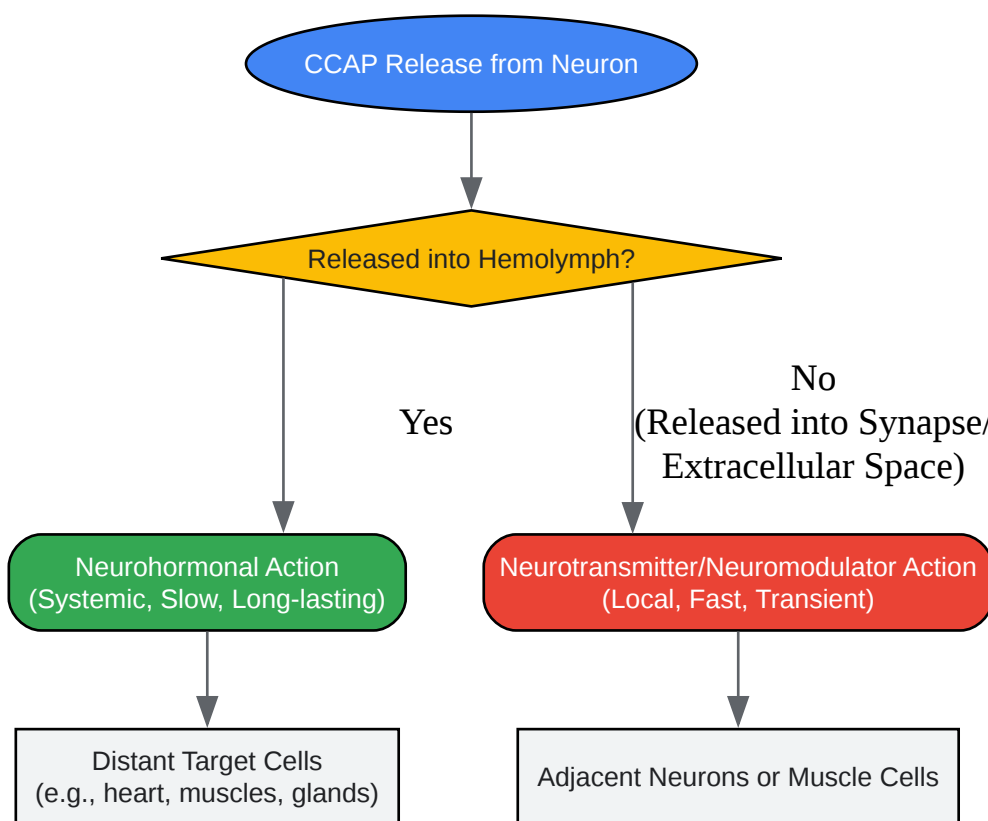 CCAP Release from Neuron
Released into Hemolymph?
Yes
No
(Released into Synapse/
Extracellular Space)
Neurohormonal Action
(Systemic, Slow, Long-lasting)
Neurotransmitter/Neuromodulator Action
(Local, Fast, Transient)
Distant Target Cells
(e.g., heart, muscles, glands)
Adjacent Neurons or Muscle Cells